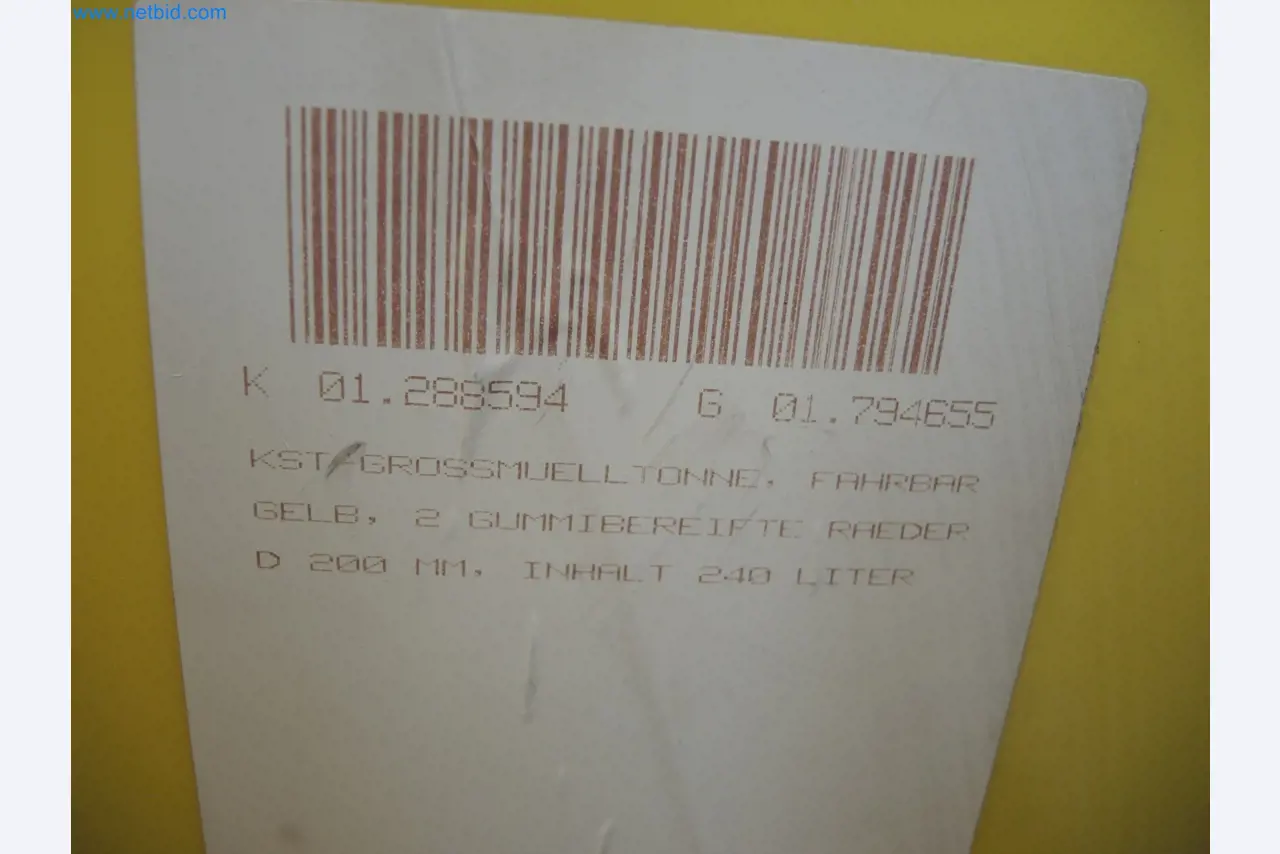 www.netbid.com
K 01.288594 G 01.794655
KST-GROSSMUELLTONNE, FAHRBAR
GELB, 2 GUMMIBEREIFTE RAEDER
D 200 MM, INHALT 240 LITER